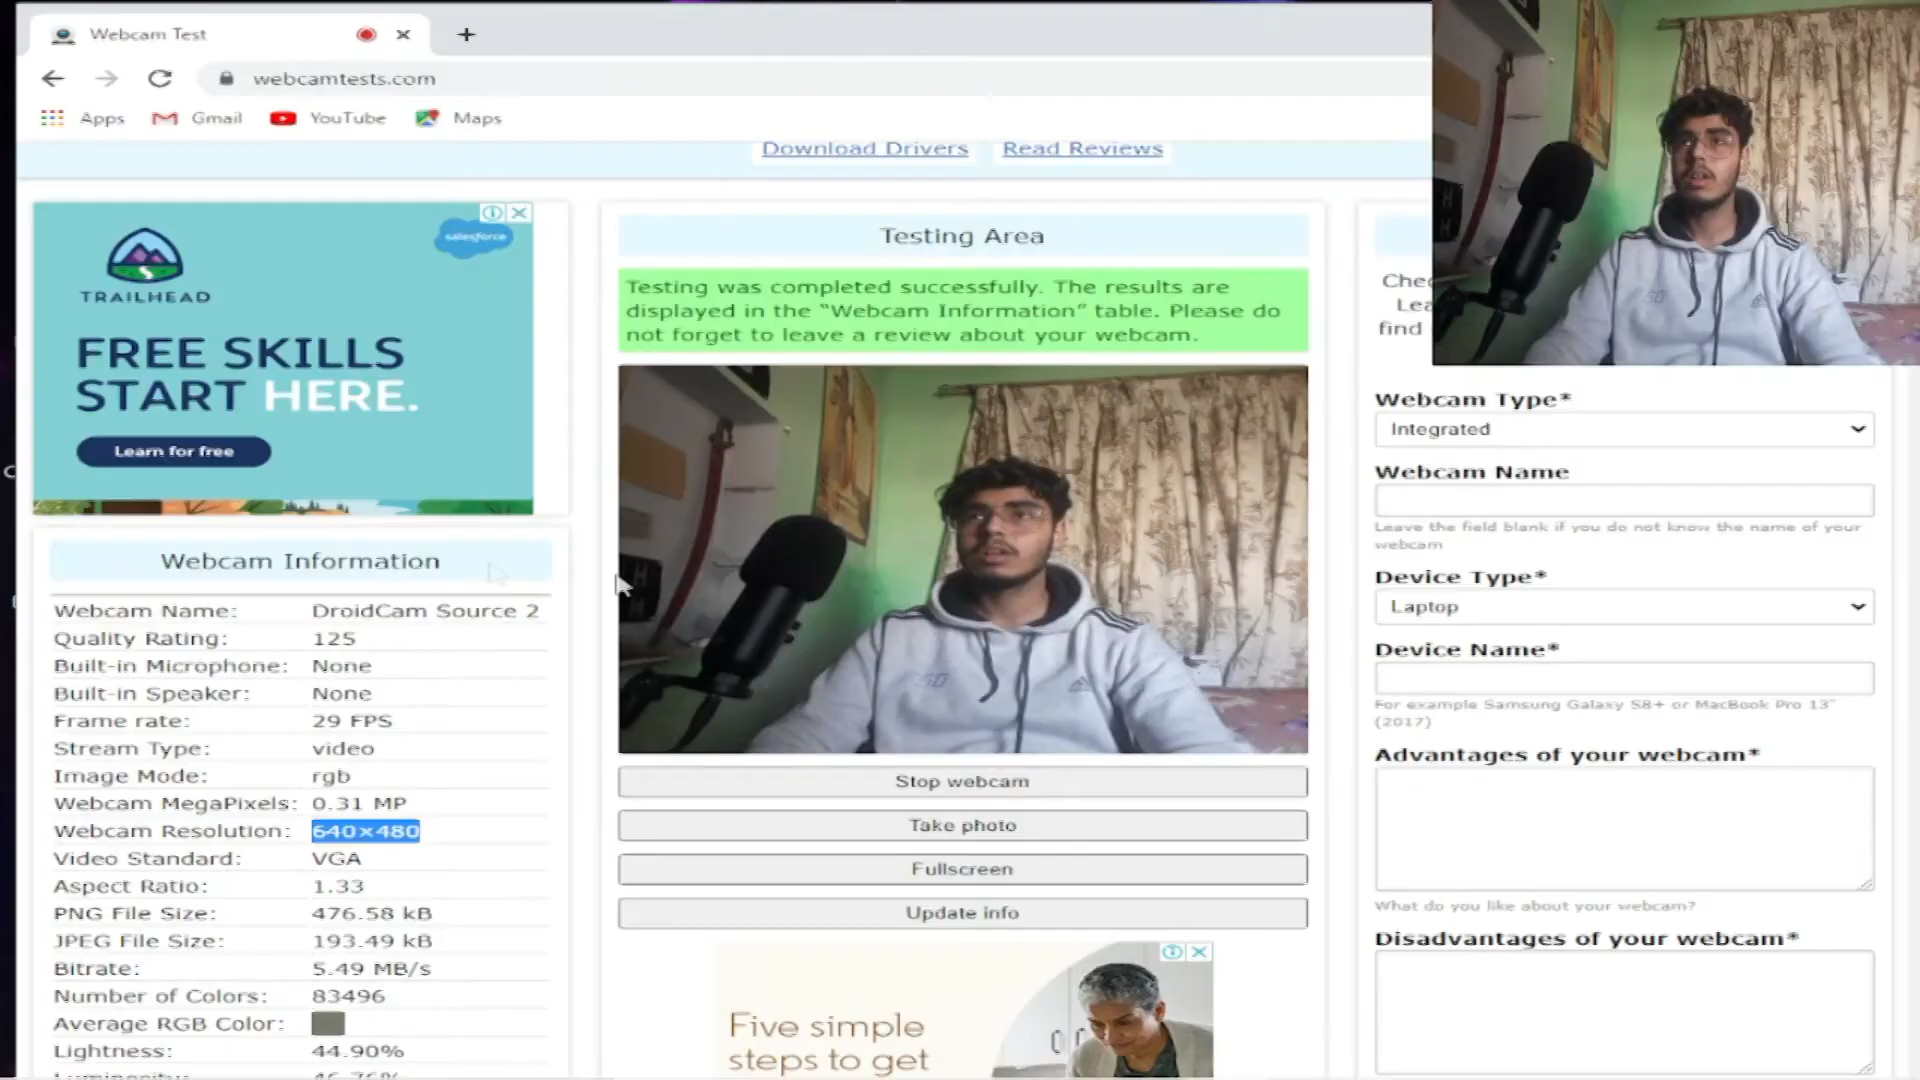 Webcam Test
webcamtests.com
Apps Gmail YouTube Maps
Download Drivers Read Reviews
salesforce
TRAILHEAD
FREE SKILLS
START HERE.
Learn for free
Webcam Information
Webcam Name: DroidCam Source 2
Quality Rating: 125
Built-in Microphone: None
Built-in Speaker: None
Frame rate: 29 FPS
Stream Type: video
Image Mode: rgb
Webcam MegaPixels: 0.31 MP
Webcam Resolution: 640×480
Video Standard: VGA
Aspect Ratio: 1.33
PNG File Size: 476.58 kB
JPEG File Size: 193.49 kB
Bitrate: 5.49 MB/s
Number of Colors: 83496
Average RGB Color:
Lightness: 44.90%
Testing Area
Testing was completed successfully. The results are
displayed in the “Webcam Information” table. Please do
not forget to leave a review about your webcam.
Stop webcam
Take photo
Fullscreen
Update info
Five simple
steps to get
find
Webcam Type*
Integrated
Webcam Name
Leave the field blank if you do not know the name of your
webcam
Device Type*
Laptop
Device Name*
For example Samsung Galaxy S8+ or MacBook Pro 13"
(2017)
Advantages of your webcam*
What do you like about your webcam?
Disadvantages of your webcam*